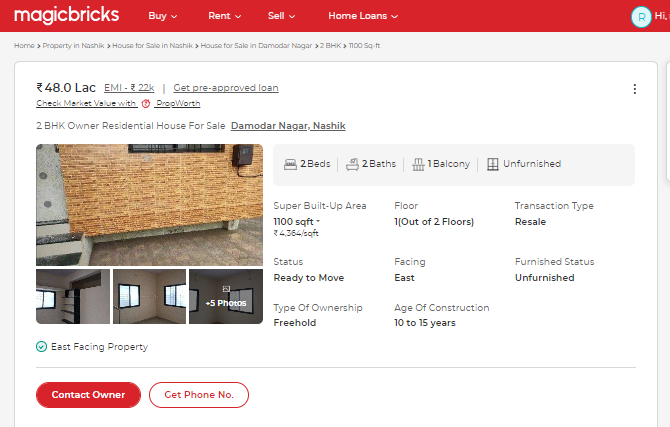 magicbricks Buy Rent Sell Home Loans R Hi,
Home > Property in Nashik > House for Sale in Nashik > House for Sale in Damodar Nagar > 2 BHK > 1100 Sq-ft
₹48.0 Lac EMI - ₹ 22k | Get pre-approved loan
Check Market Value with PropWorth
2 BHK Owner Residential House For Sale Damodar Nagar, Nashik
2 Beds 2 Baths 1 Balcony Unfurnished
Super Built-Up Area Floor Transaction Type
1100 sqft 1(Out of 2 Floors) Resale
₹ 4,364/sqft
Status Facing Furnished Status
Ready to Move East Unfurnished
+5 Photos
Type Of Ownership Age Of Construction
Freehold 10 to 15 years
East Facing Property
Contact Owner Get Phone No.